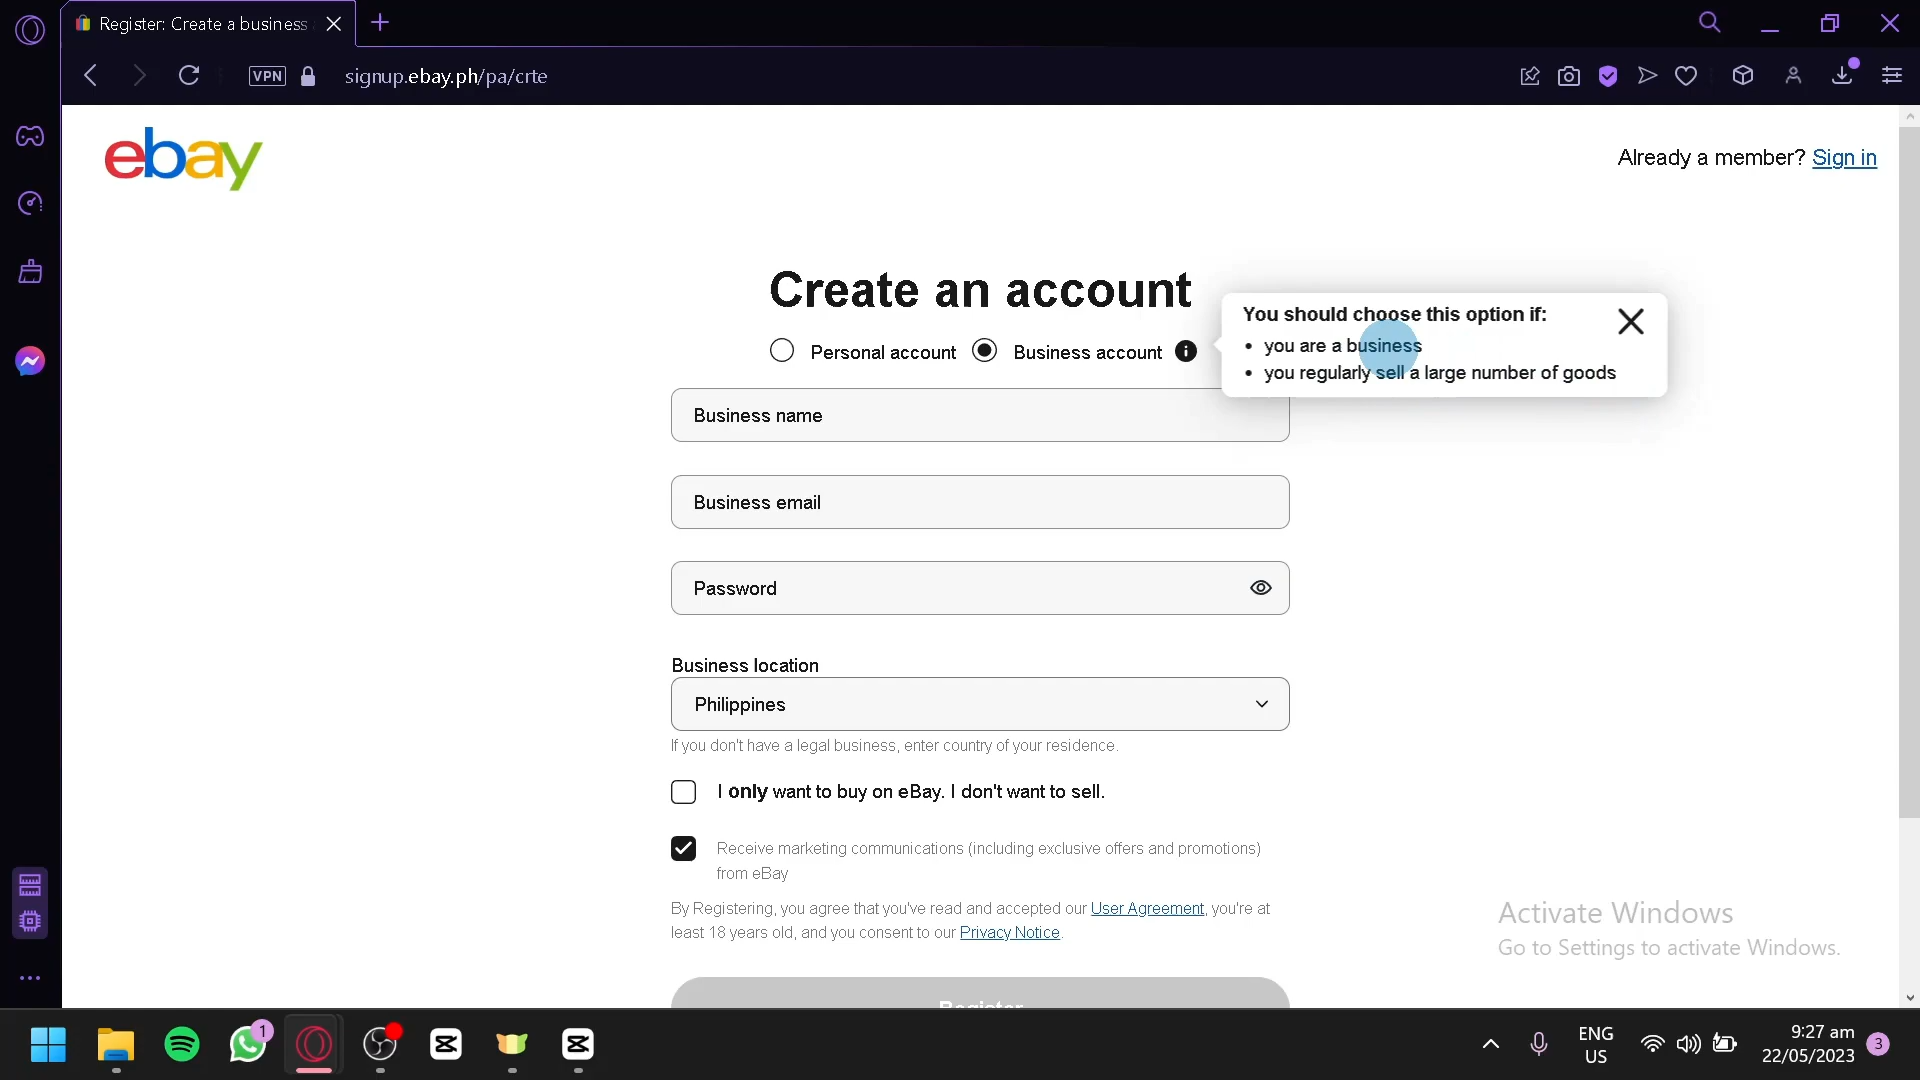 Register: Create a business
VPN
signup.ebay.ph/pa/crte
ebay
Already a member? Sign in
Create an account
Personal account
Business account
You should choose this option if:
• you are a business
• you regularly sell a large number of goods
Business name
Business email
Password
Business location
Philippines
If you don't have a legal business, enter country of your residence.
I only want to buy on eBay. I don't want to sell.
Receive marketing communications (including exclusive offers and promotions)
from eBay
By Registering, you agree that you've read and accepted our User Agreement, you're at
least 18 years old, and you consent to our Privacy Notice.
Register
Activate Windows
Go to Settings to activate Windows.
1
ENG
US
9:27 am
22/05/2023
3